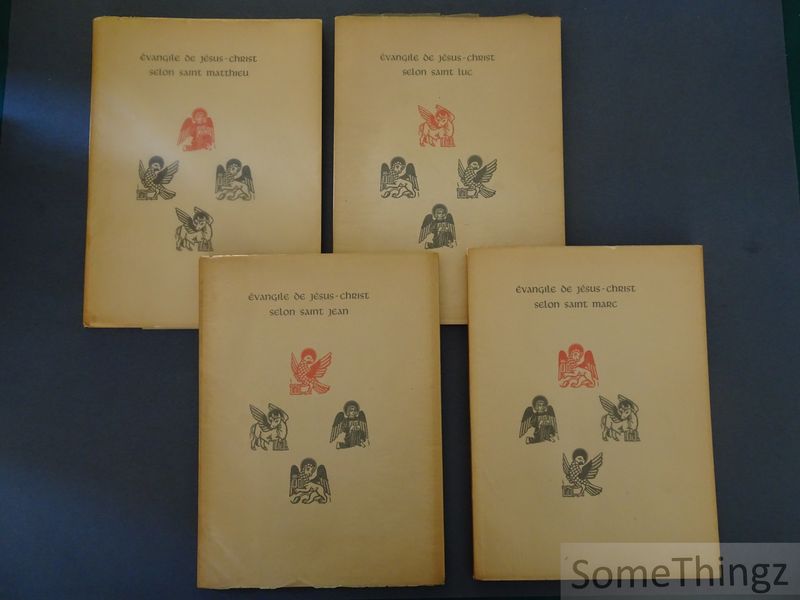 évangile de jésus-christ
selon saint matthieu
évangile de jésus-christ
selon saint luc
évangile de jésus-christ
selon saint jean
évangile de jésus-christ
selon saint marc
SomeThingz